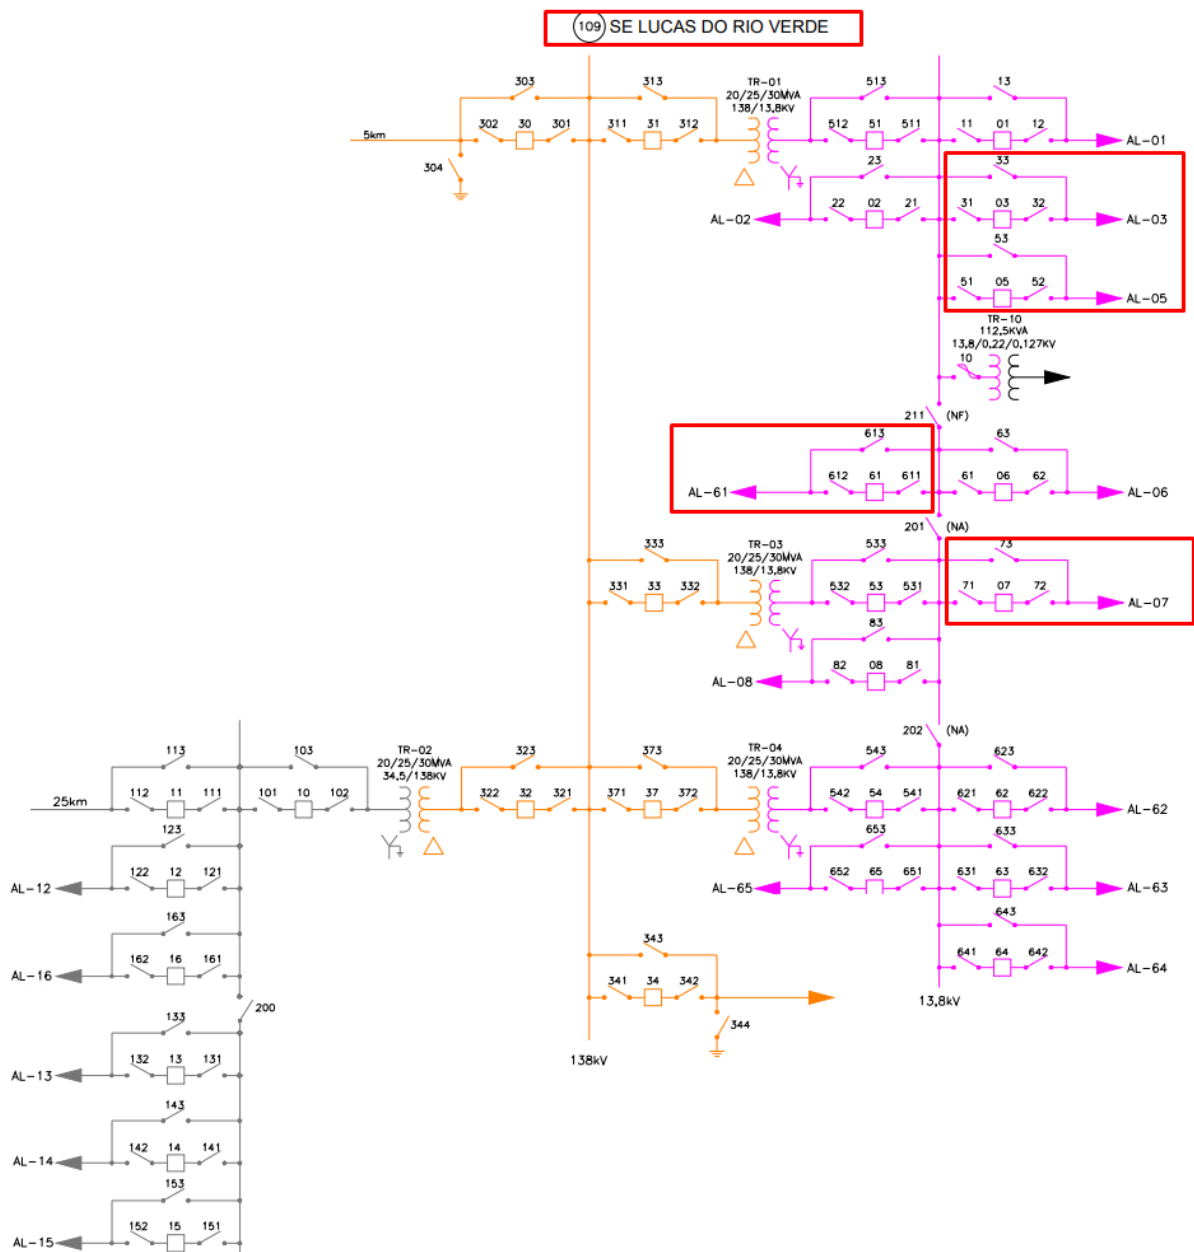 109 SE LUCAS DO RIO VERDE
303 313 TR-01 513 13
20/25/30MVA
138/13,8KV
5km 302 30 301 311 31 312 512 51 511 11 01 12 AL-01
304 23 33
AL-02 22 02 21 31 03 32 AL-03
53
51 05 52 AL-05
TR-10
112,5KVA
13,8/0,22/0,127KV
10
211 (NF)
613 63
AL-61 612 61 611 61 06 62 AL-06
201 (NA)
333 TR-03 533 73
20/25/30MVA
138/13,8KV
331 33 332 532 53 531 71 07 72 AL-07
83
AL-08 82 08 81
202 (NA)
113 103 TR-02 323 373 TR-04 543 623
20/25/30MVA 20/25/30MVA
34,5/138KV 138/13,8KV
25km 112 11 111 101 10 102 322 32 321 371 37 372 542 54 541 621 62 622 AL-62
123 653 633
AL-12 122 12 121 AL-65 652 65 651 631 63 632 AL-63
163 643
343
AL-16 162 16 161 641 64 642 AL-64
341 34 342
200 13,8kV
133 344
138kV
132 13 131
AL-13
143
142 14 141
AL-14
153
152 15 151
AL-15